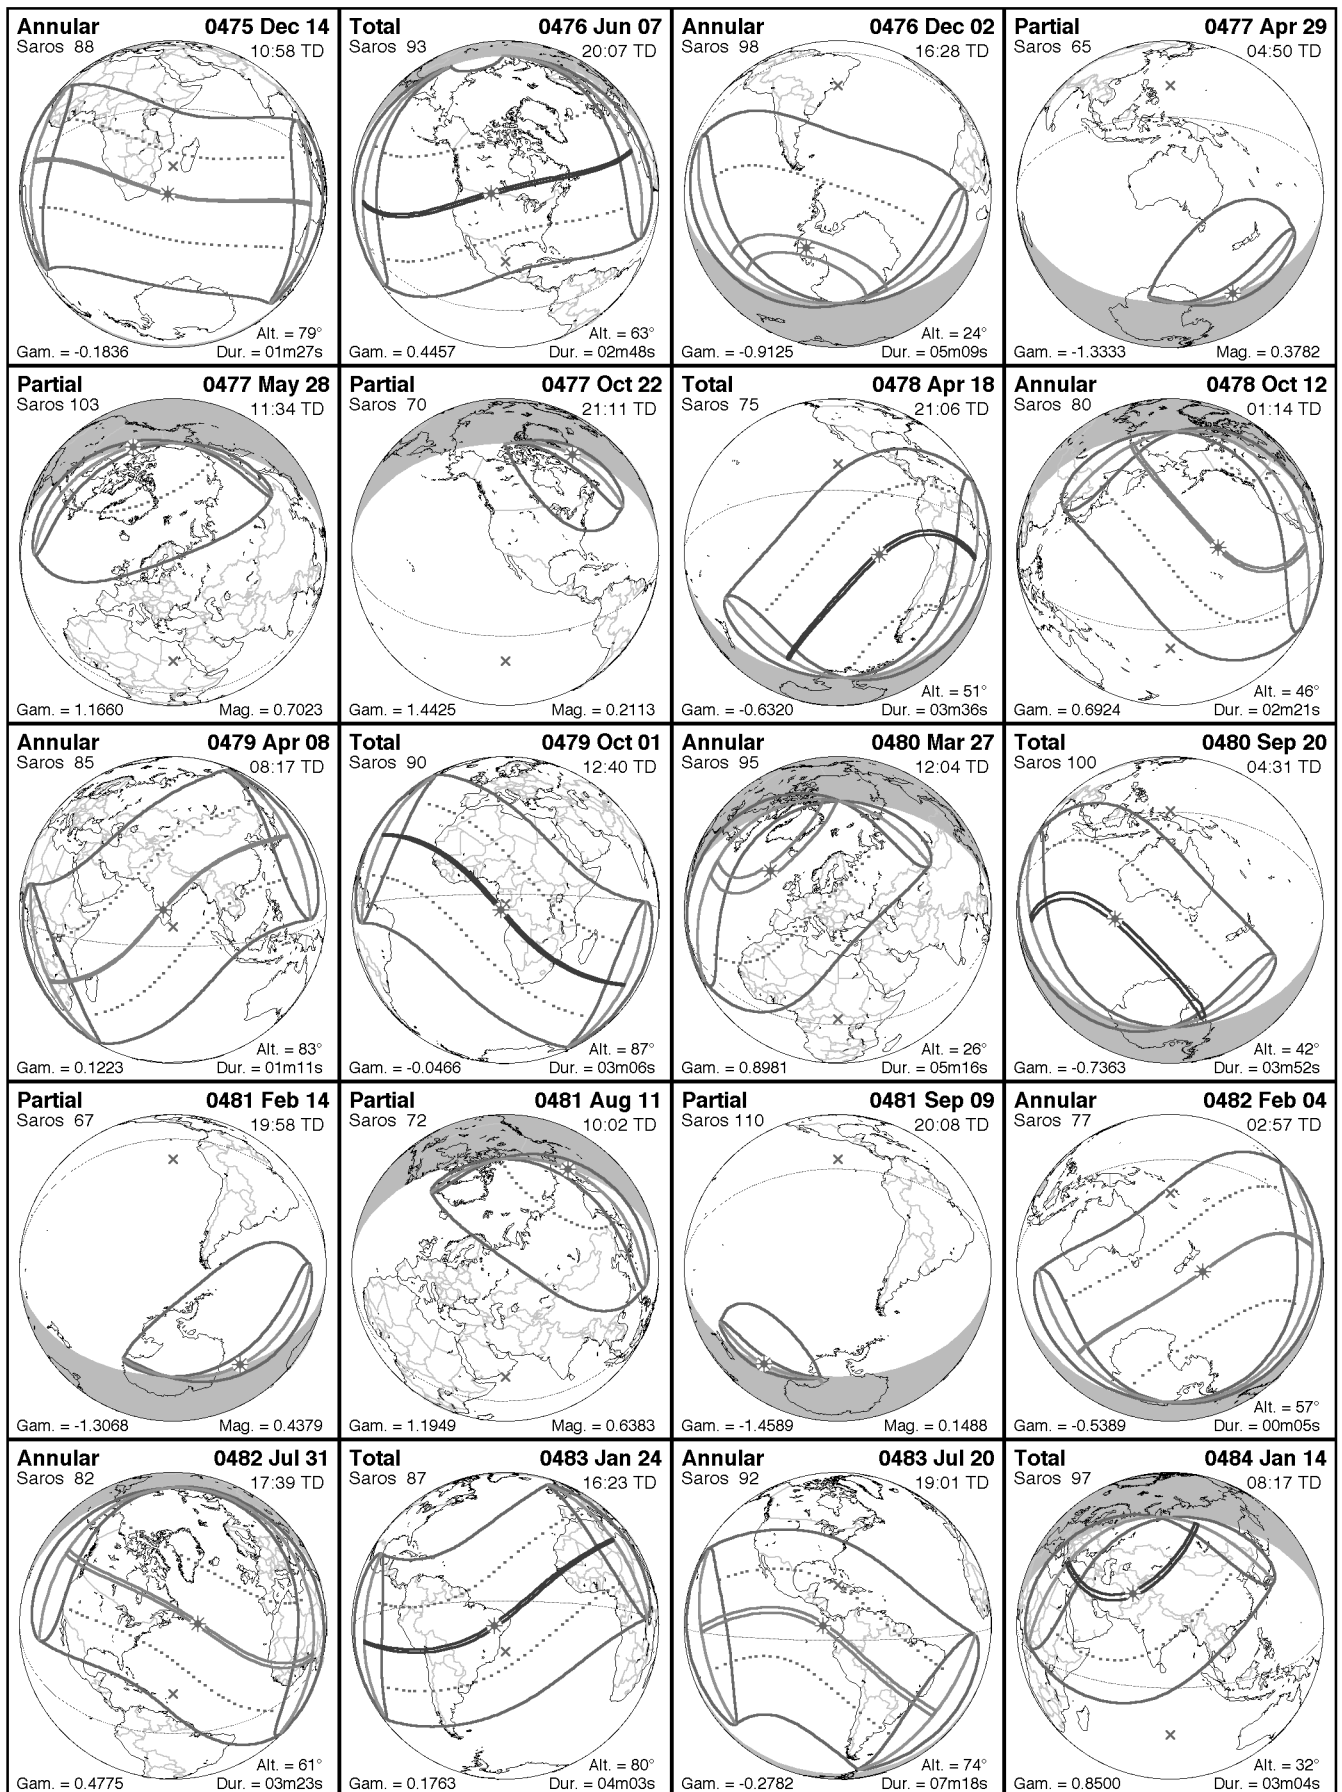 Annular 0475 Dec 14
Saros 88 10:58 TD
Alt. = 79°
Gam. = -0.1836 Dur. = 01m27s
Total 0476 Jun 07
Saros 93 20:07 TD
Alt. = 63°
Gam. = 0.4457 Dur. = 02m48s
Annular 0476 Dec 02
Saros 98 16:28 TD
Alt. = 24°
Gam. = -0.9125 Dur. = 05m09s
Partial 0477 Apr 29
Saros 65 04:50 TD
Gam. = -1.3333 Mag. = 0.3782
Partial 0477 May 28
Saros 103 11:34 TD
Gam. = 1.1660 Mag. = 0.7023
Partial 0477 Oct 22
Saros 70 21:11 TD
Gam. = 1.4425 Mag. = 0.2113
Total 0478 Apr 18
Saros 75 21:06 TD
Alt. = 51°
Gam. = -0.6320 Dur. = 03m36s
Annular 0478 Oct 12
Saros 80 01:14 TD
Alt. = 46°
Gam. = 0.6924 Dur. = 02m21s
Annular 0479 Apr 08
Saros 85 08:17 TD
Alt. = 83°
Gam. = 0.1223 Dur. = 01m11s
Total 0479 Oct 01
Saros 90 12:40 TD
Alt. = 87°
Gam. = -0.0466 Dur. = 03m06s
Annular 0480 Mar 27
Saros 95 12:04 TD
Alt. = 26°
Gam. = 0.8981 Dur. = 05m16s
Total 0480 Sep 20
Saros 100 04:31 TD
Alt. = 42°
Gam. = -0.7363 Dur. = 03m52s
Partial 0481 Feb 14
Saros 67 19:58 TD
Gam. = -1.3068 Mag. = 0.4379
Partial 0481 Aug 11
Saros 72 10:02 TD
Gam. = 1.1949 Mag. = 0.6383
Partial 0481 Sep 09
Saros 110 20:08 TD
Gam. = -1.4589 Mag. = 0.1488
Annular 0482 Feb 04
Saros 77 02:57 TD
Alt. = 57°
Gam. = -0.5389 Dur. = 00m05s
Annular 0482 Jul 31
Saros 82 17:39 TD
Alt. = 61°
Gam. = 0.4775 Dur. = 03m23s
Total 0483 Jan 24
Saros 87 16:23 TD
Alt. = 80°
Gam. = 0.1763 Dur. = 04m03s
Annular 0483 Jul 20
Saros 92 19:01 TD
Alt. = 74°
Gam. = -0.2782 Dur. = 07m18s
Total 0484 Jan 14
Saros 97 08:17 TD
Alt. = 32°
Gam. = 0.8500 Dur. = 03m04s